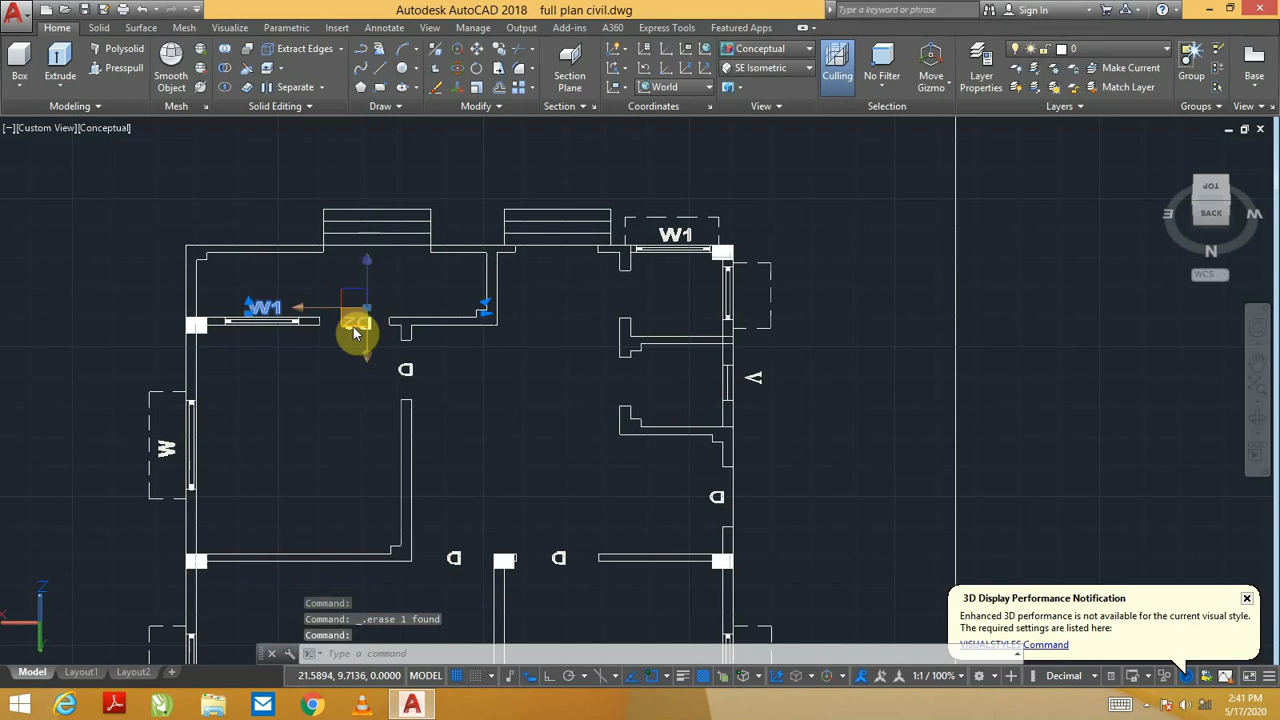 Autodesk AutoCAD 2018 full plan civil.dwg
Type a keyword or phrase
Sign In
Home Solid Surface Mesh Visualize Parametric Insert Annotate View Manage Output Add-ins A360 Express Tools Featured Apps
Box
Extrude
Polysolid
Presspull
Modeling
Smooth
Object
Mesh
Extract Edges
Separate
Solid Editing
Draw
Modify
Section
Plane
Section
World
Coordinates
Conceptual
SE Isometric
View
Culling
No Filter
Move
Gizmo
Selection
Layer
Properties
0
Make Current
Match Layer
Layers
Group
Groups
Base
View
[−][Custom View][Conceptual]
TOP
BACK
E
W
N
WCS
W1
W1
D
V
W
D
D
D
Z
X
Command:
Command: _.erase 1 found
Command:
Type a command
3D Display Performance Notification
Enhanced 3D performance is not available for the current visual style.
The required settings are listed here:
VISUALSTYLES Command
Model Layout1 Layout2
21.5894, 9.7136, 0.0000 MODEL
1:1 / 100%
Decimal
2:41 PM
5/17/2020